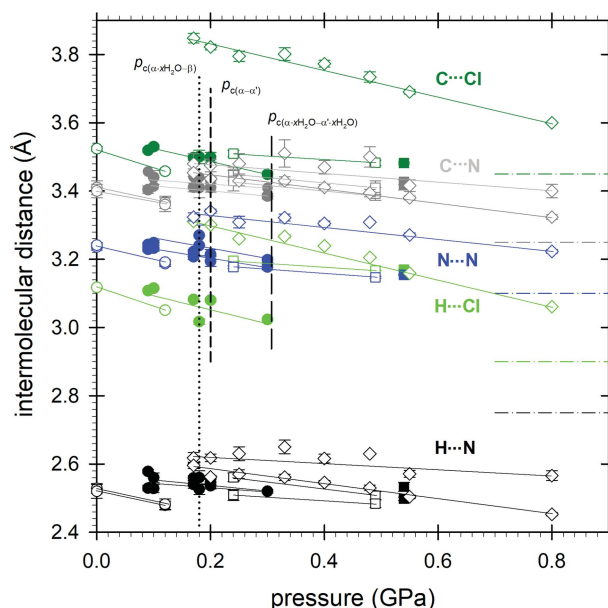 3.8
3.6
3.4
3.2
3.0
2.8
2.6
2.4
intermolecular distance (Å)
p_c(α·xH₂O–β)
p_c(α–α')
p_c(α·xH₂O–α'·xH₂O)
C···Cl
C···N
N···N
H···Cl
H···N
0.0 0.2 0.4 0.6 0.8
pressure (GPa)